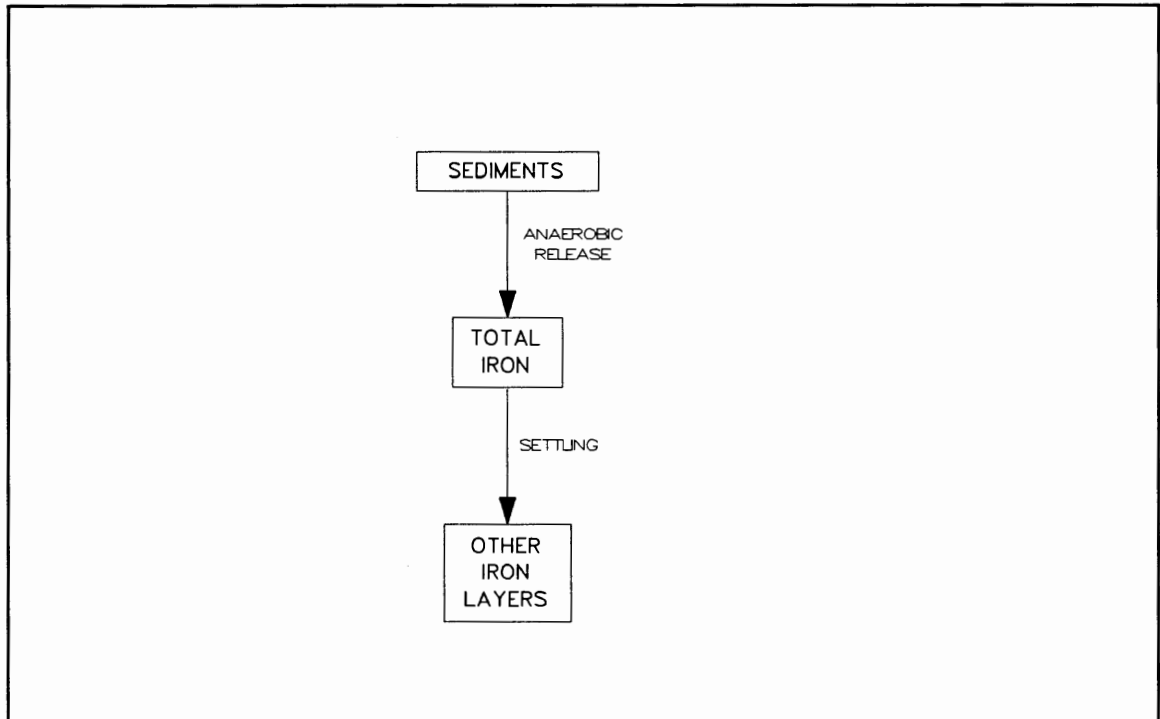 SEDIMENTS
ANAEROBIC
RELEASE
TOTAL
IRON
SETTLING
OTHER
IRON
LAYERS